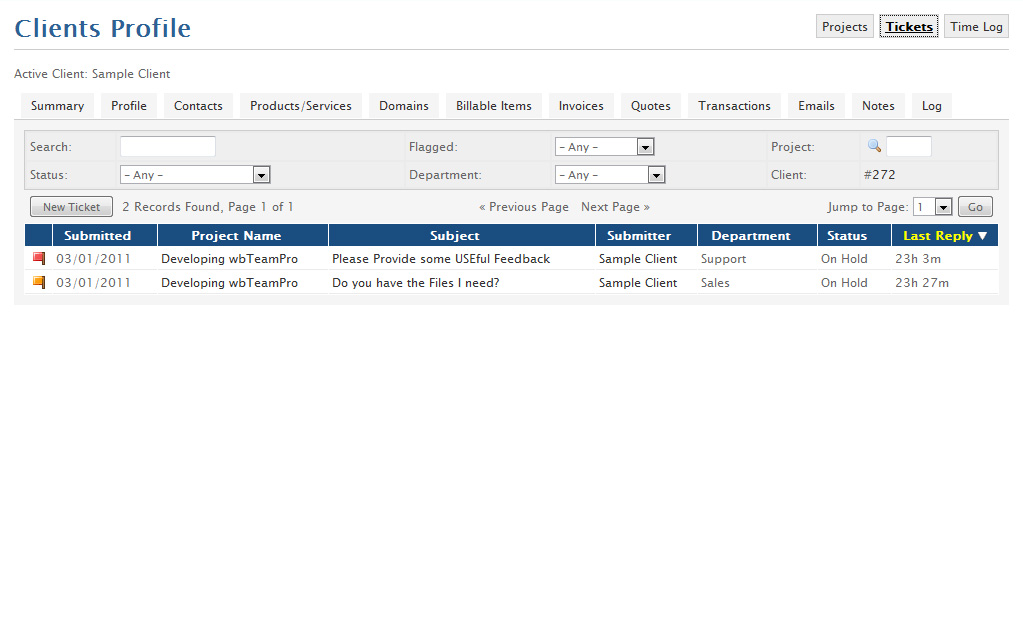 Clients Profile
Projects Tickets Time Log
Active Client: Sample Client
Summary Profile Contacts Products/Services Domains Billable Items Invoices Quotes Transactions Emails Notes Log
Search: Flagged: – Any – Project:
Status: – Any – Department: – Any – Client: #272
New Ticket 2 Records Found, Page 1 of 1 « Previous Page Next Page » Jump to Page: 1 Go
Submitted Project Name Subject Submitter Department Status Last Reply ▼
03/01/2011 Developing wbTeamPro Please Provide some USEful Feedback Sample Client Support On Hold 23h 3m
03/01/2011 Developing wbTeamPro Do you have the Files I need? Sample Client Sales On Hold 23h 27m